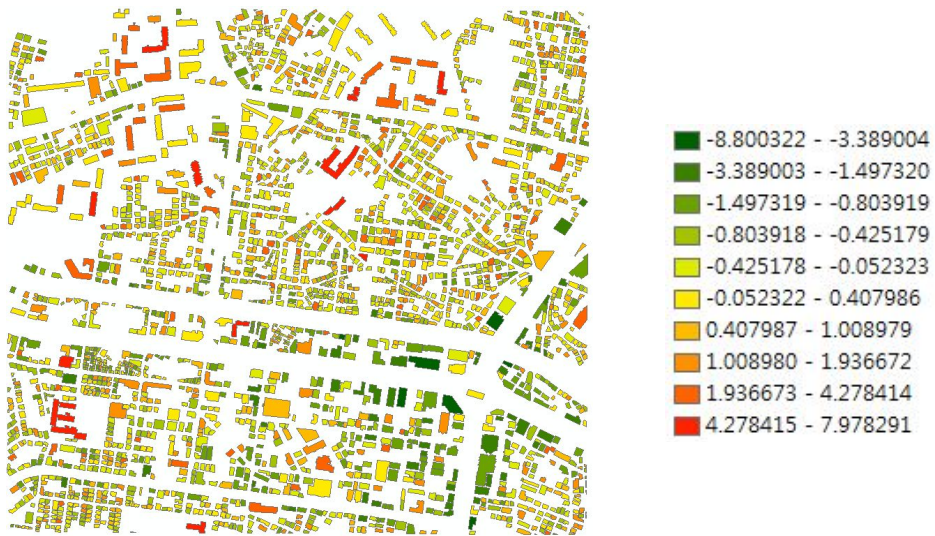 -8.800322 - -3.389004
-3.389003 - -1.497320
-1.497319 - -0.803919
-0.803918 - -0.425179
-0.425178 - -0.052323
-0.052322 - 0.407986
0.407987 - 1.008979
1.008980 - 1.936672
1.936673 - 4.278414
4.278415 - 7.978291